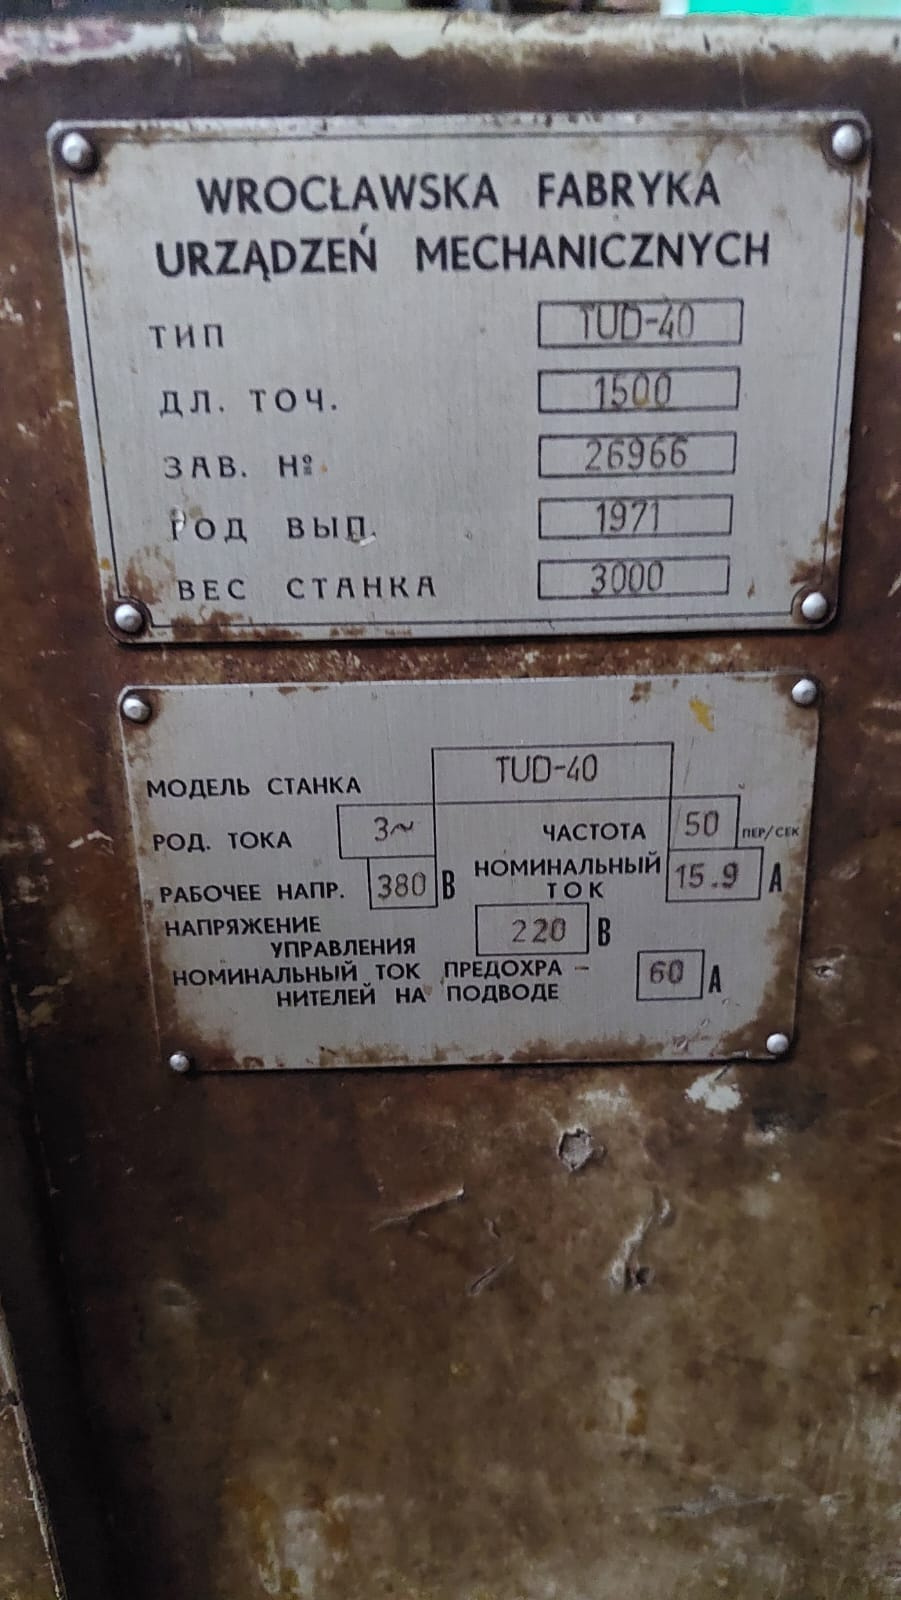 WROCŁAWSKA FABRYKA
URZĄDZEŃ MECHANICZNYCH
ТИП TUD-40
ДЛ. ТОЧ. 1500
ЗАВ. № 26966
ГОД ВЫП. 1971
ВЕС СТАНКА 3000
МОДЕЛЬ СТАНКА TUD-40
РОД. ТОКА 3~ ЧАСТОТА 50 ПЕР/СЕК
РАБОЧЕЕ НАПР. 380 В НОМИНАЛЬНЫЙ ТОК 15.9 А
НАПРЯЖЕНИЕ
УПРАВЛЕНИЯ 220 В
НОМИНАЛЬНЫЙ ТОК ПРЕДОХРА –
НИТЕЛЕЙ НА ПОДВОДЕ 60 А